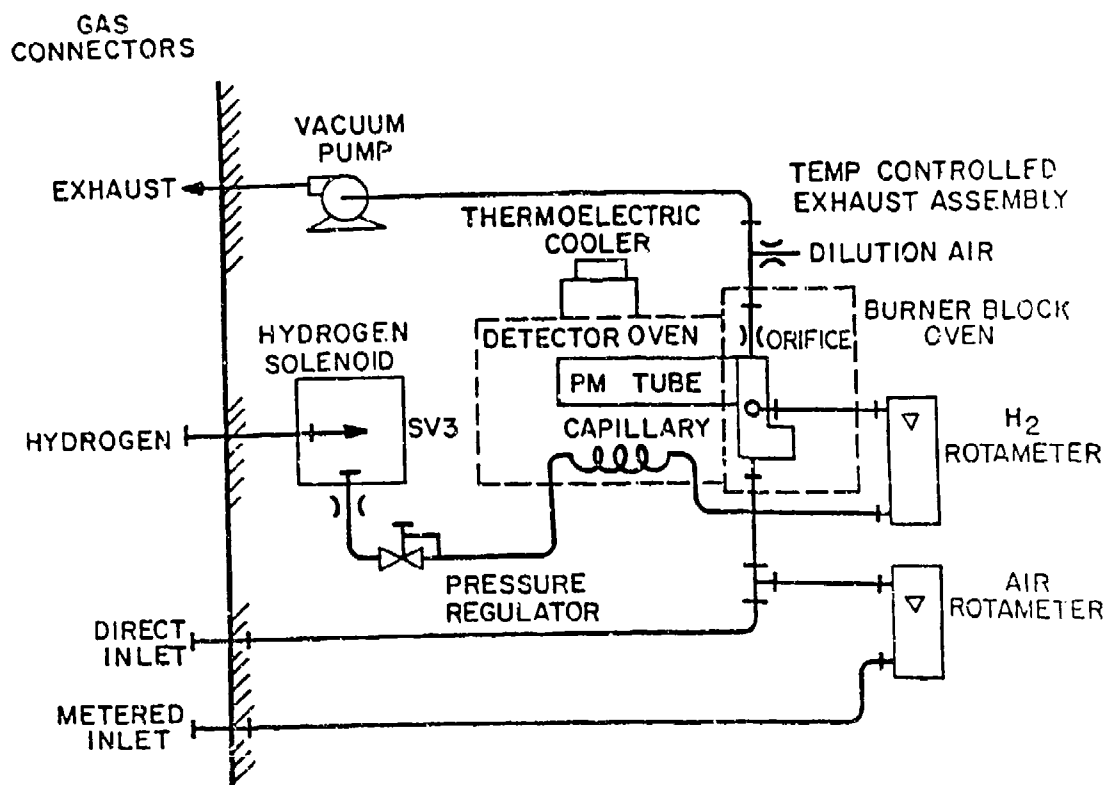 GAS
CONNECTORS
VACUUM
PUMP
EXHAUST
TEMP CONTROLLED
EXHAUST ASSEMBLY
THERMOELECTRIC
COOLER
DILUTION AIR
BURNER BLOCK
OVEN
HYDROGEN
SOLENOID
DETECTOR OVEN
ORIFICE
PM TUBE
SV3
HYDROGEN
CAPILLARY
H2
ROTAMETER
PRESSURE
REGULATOR
AIR
ROTAMETER
DIRECT
INLET
METERED
INLET